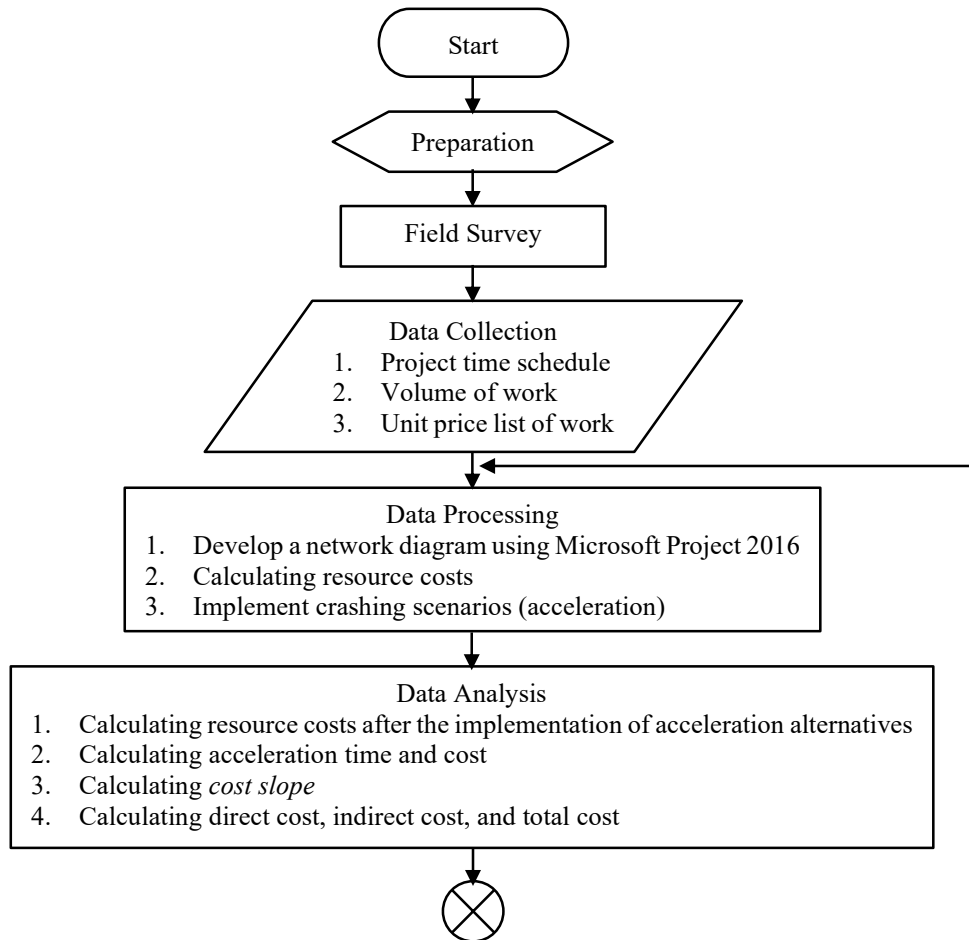 Start
Preparation
Field Survey
Data Collection
1. Project time schedule
2. Volume of work
3. Unit price list of work
Data Processing
1. Develop a network diagram using Microsoft Project 2016
2. Calculating resource costs
3. Implement crashing scenarios (acceleration)
Data Analysis
1. Calculating resource costs after the implementation of acceleration alternatives
2. Calculating acceleration time and cost
3. Calculating cost slope
4. Calculating direct cost, indirect cost, and total cost